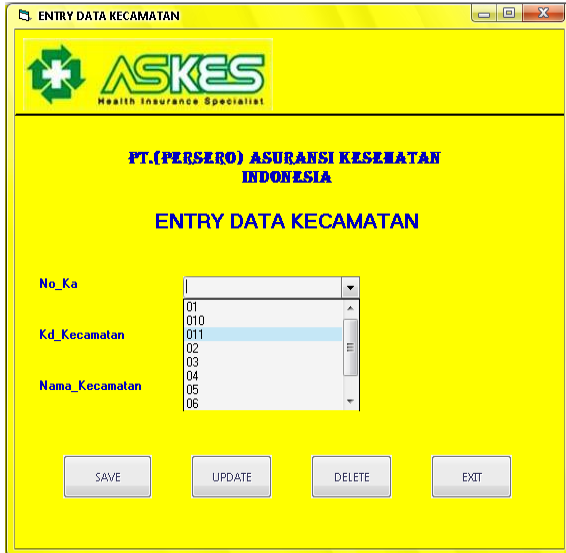 ENTRY DATA KECAMATAN
ASKES
Health Insurance Specialist
PT.(PERSERO) ASURANSI KESEHATAN
INDONESIA
ENTRY DATA KECAMATAN
No_Ka
01
010
011
02
03
04
05
06
Kd_Kecamatan
Nama_Kecamatan
SAVE
UPDATE
DELETE
EXIT